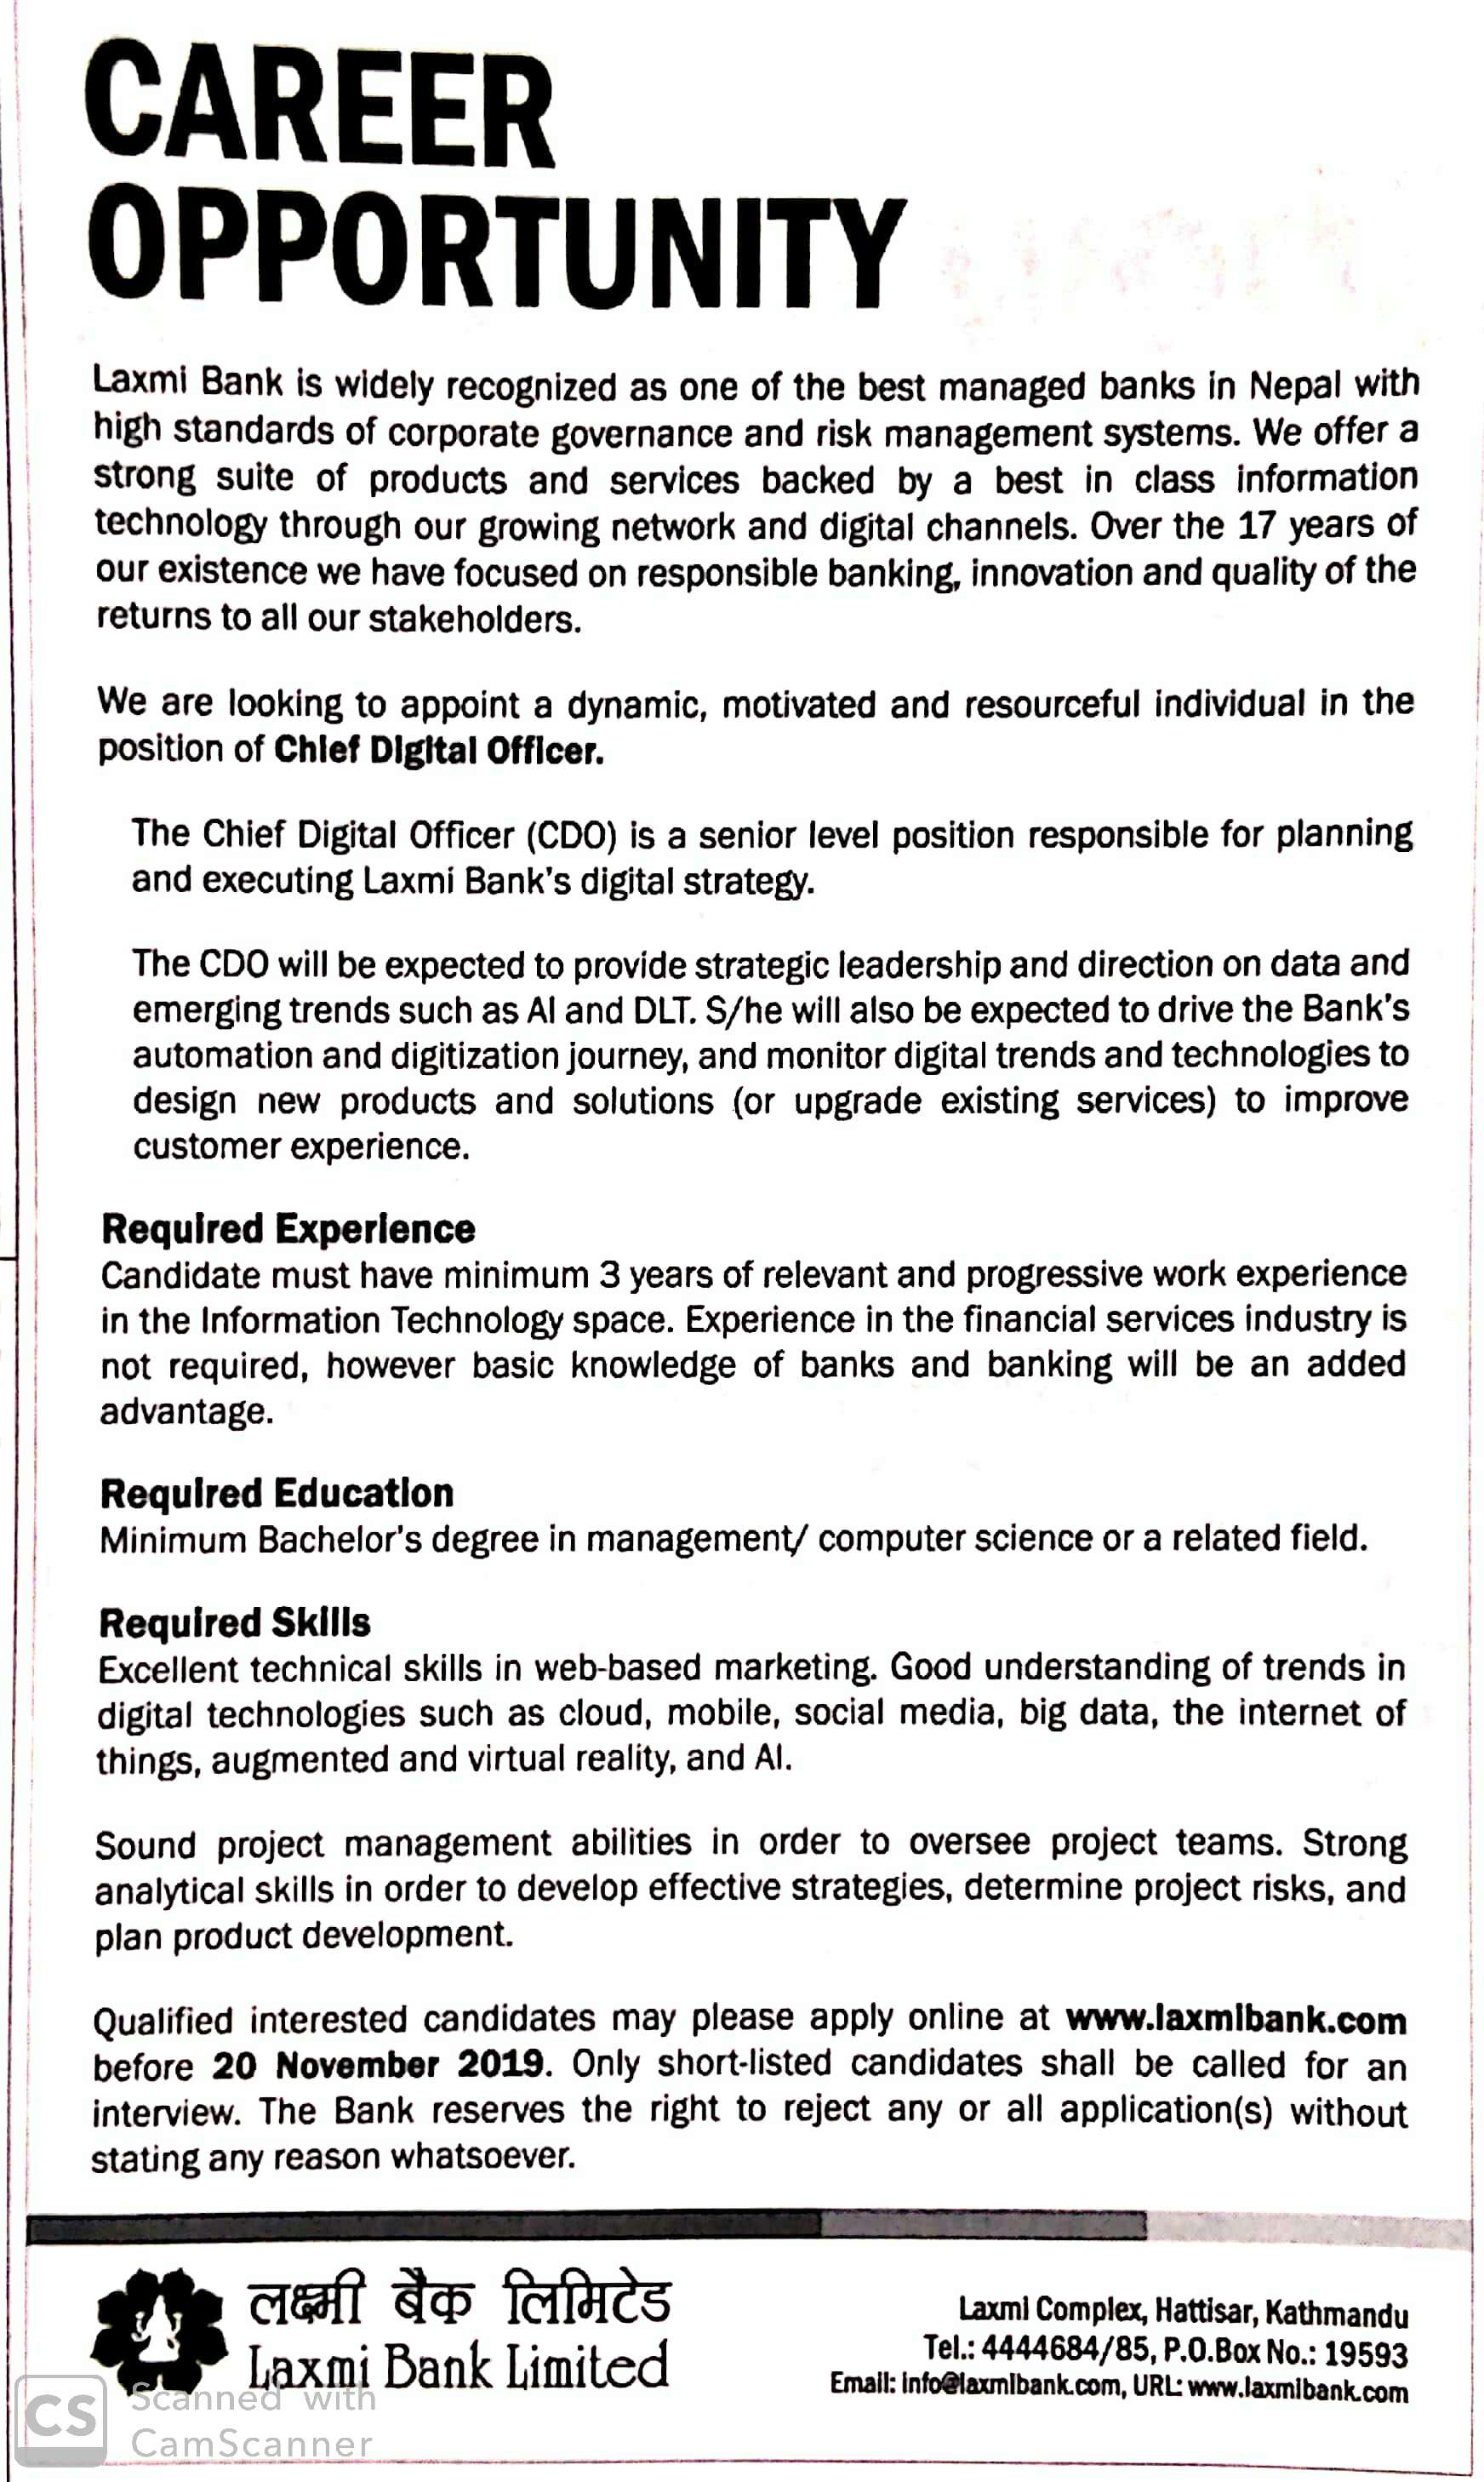 CAREER
OPPORTUNITY
Laxmi Bank is widely recognized as one of the best managed banks in Nepal with
high standards of corporate governance and risk management systems. We offer a
strong suite of products and services backed by a best in class information
technology through our growing network and digital channels. Over the 17 years of
our existence we have focused on responsible banking, innovation and quality of the
returns to all our stakeholders.
We are looking to appoint a dynamic, motivated and resourceful individual in the
position of Chief Digital Officer.
The Chief Digital Officer (CDO) is a senior level position responsible for planning
and executing Laxmi Bank's digital strategy.
The CDO will be expected to provide strategic leadership and direction on data and
emerging trends such as AI and DLT. S/he will also be expected to drive the Bank's
automation and digitization journey, and monitor digital trends and technologies to
design new products and solutions (or upgrade existing services) to improve
customer experience.
Required Experience
Candidate must have minimum 3 years of relevant and progressive work experience
in the Information Technology space. Experience in the financial services industry is
not required, however basic knowledge of banks and banking will be an added
advantage.
Required Education
Minimum Bachelor's degree in management/ computer science or a related field.
Required Skills
Excellent technical skills in web-based marketing. Good understanding of trends in
digital technologies such as cloud, mobile, social media, big data, the internet of
things, augmented and virtual reality, and AI.
Sound project management abilities in order to oversee project teams. Strong
analytical skills in order to develop effective strategies, determine project risks, and
plan product development.
Qualified interested candidates may please apply online at www.laxmibank.com
before 20 November 2019. Only short-listed candidates shall be called for an
interview. The Bank reserves the right to reject any or all application(s) without
stating any reason whatsoever.
लक्ष्मी बैंक लिमिटेड
Laxmi Bank Limited
Laxmi Complex, Hattisar, Kathmandu
Tel.: 4444684/85, P.O.Box No.: 19593
Email: info@laxmibank.com, URL: www.laxmibank.com
CS Scanned with
CamScanner